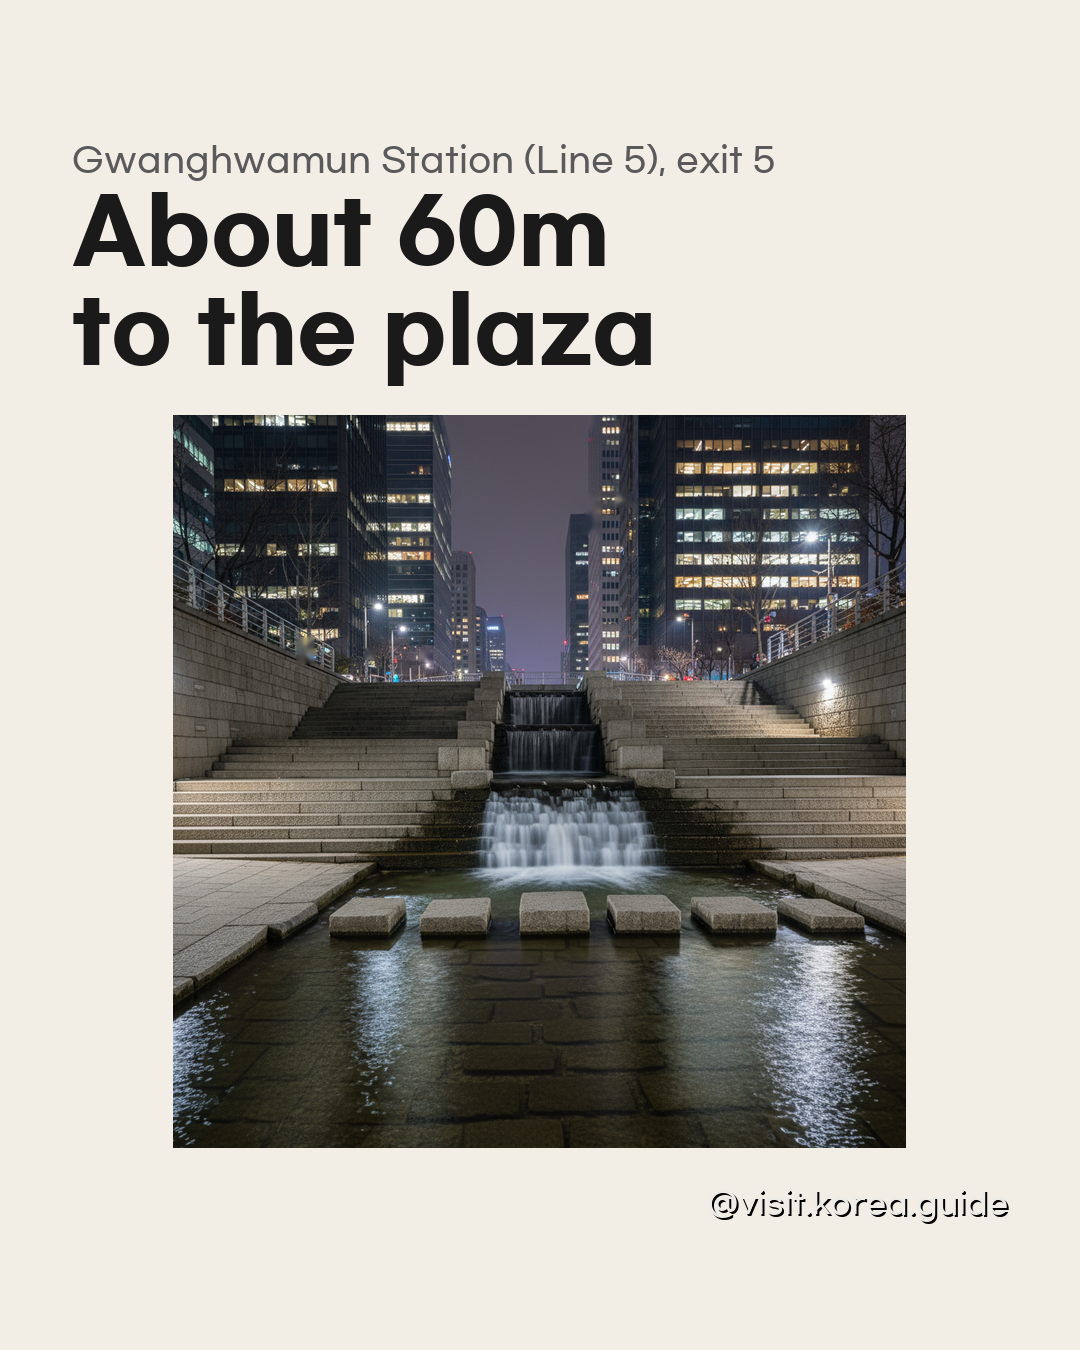 Gwanghwamun Station (Line 5), exit 5
About 60m
to the plaza
@visit.korea.guide